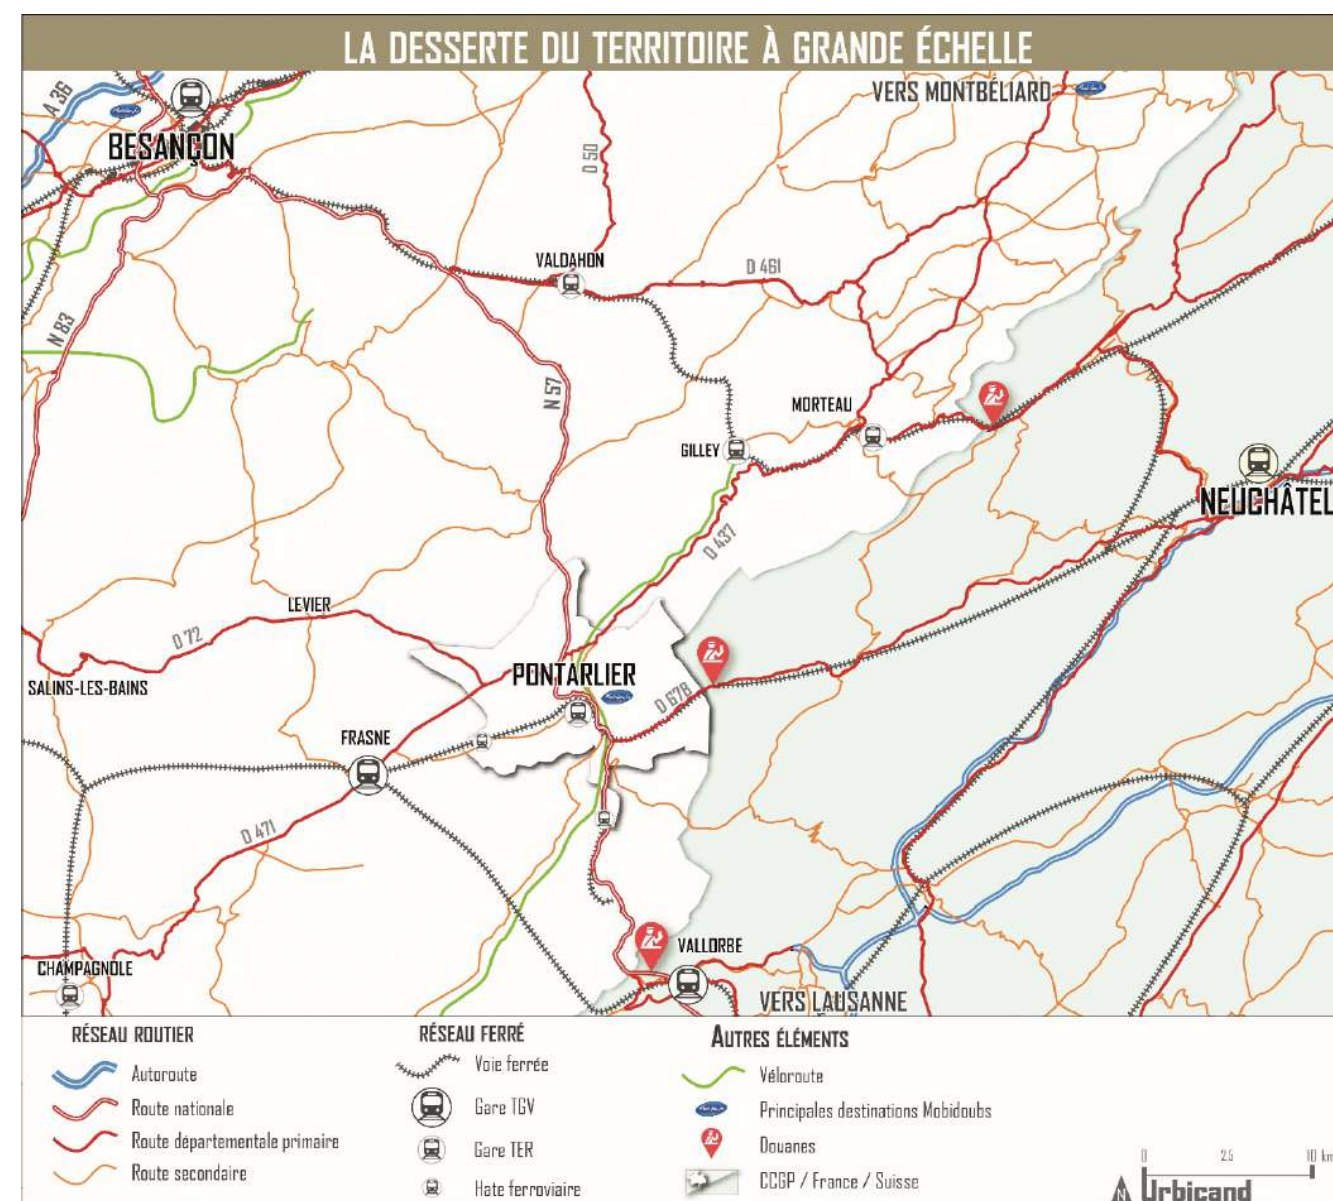 LA DESSERTE DU TERRITOIRE À GRANDE ÉCHELLE
A 36
VERS MONTBÉLIARD
BESANÇON
D 50
VALDAHON
D 461
N 83
N 57
MORTEAU
GILLEY
NEUCHÂTEL
D 437
LEVIER
D 72
SALINS-LES-BAINS
PONTARLIER
D 678
FRASNE
D 471
VALLORBE
CHAMPAGNOLE
VERS LAUSANNE
RÉSEAU ROUTIER
Autoroute
Route nationale
Route départementale primaire
Route secondaire
RÉSEAU FERRÉ
Voie ferrée
Gare TGV
Gare TER
Hate ferroviaire
AUTRES ÉLÉMENTS
Véloroute
Principales destinations Mobidoubs
Douanes
CCGP / France / Suisse
0 2.5 10 km
Urbicand